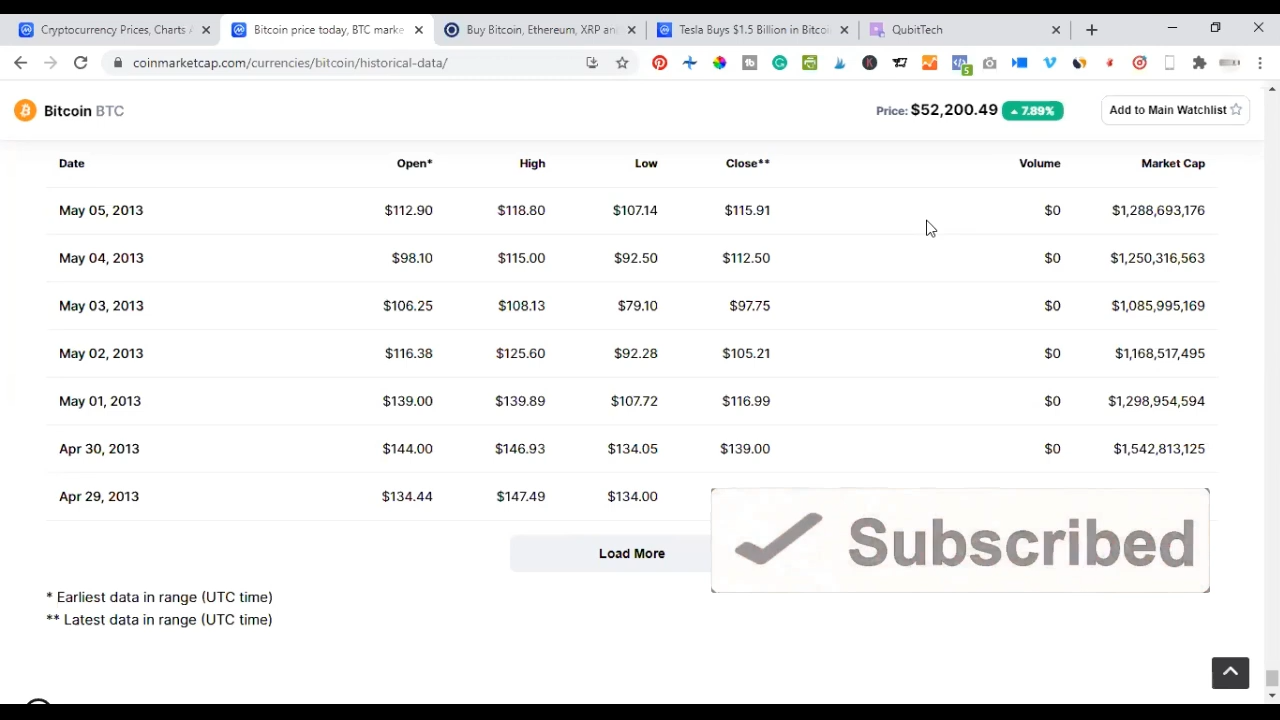 Cryptocurrency Prices, Charts
Bitcoin price today, BTC marke
Buy Bitcoin, Ethereum, XRP an
Tesla Buys $1.5 Billion in Bitcoi
QubitTech
coinmarketcap.com/currencies/bitcoin/historical-data/
5
Bitcoin BTC
Price: $52,200.49 7.89%
Add to Main Watchlist
Date Open* High Low Close** Volume Market Cap
May 05, 2013 $112.90 $118.80 $107.14 $115.91 $0 $1,288,693,176
May 04, 2013 $98.10 $115.00 $92.50 $112.50 $0 $1,250,316,563
May 03, 2013 $106.25 $108.13 $79.10 $97.75 $0 $1,085,995,169
May 02, 2013 $116.38 $125.60 $92.28 $105.21 $0 $1,168,517,495
May 01, 2013 $139.00 $139.89 $107.72 $116.99 $0 $1,298,954,594
Apr 30, 2013 $144.00 $146.93 $134.05 $139.00 $0 $1,542,813,125
Apr 29, 2013 $134.44 $147.49 $134.00
Subscribed
Load More
* Earliest data in range (UTC time)
** Latest data in range (UTC time)